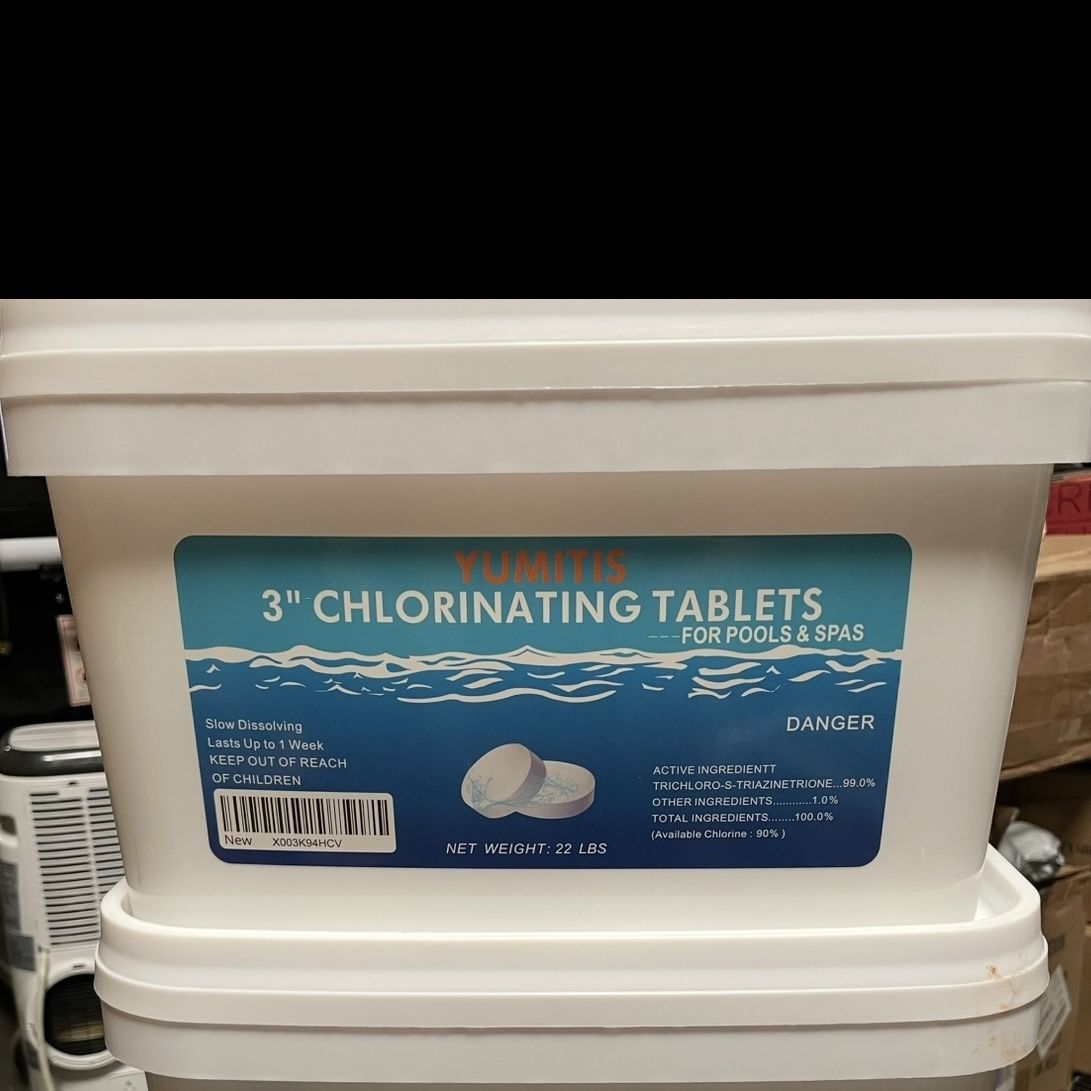 YUMITIS
3" CHLORINATING TABLETS
---FOR POOLS & SPAS
Slow Dissolving
Lasts Up to 1 Week
KEEP OUT OF REACH
OF CHILDREN
New X003K94HCV
NET WEIGHT: 22 LBS
DANGER
ACTIVE INGREDIENTT
TRICHLORO-S-TRIAZINETRIONE...99.0%
OTHER INGREDIENTS............1.0%
TOTAL INGREDIENTS.......100.0%
(Available Chlorine : 90% )